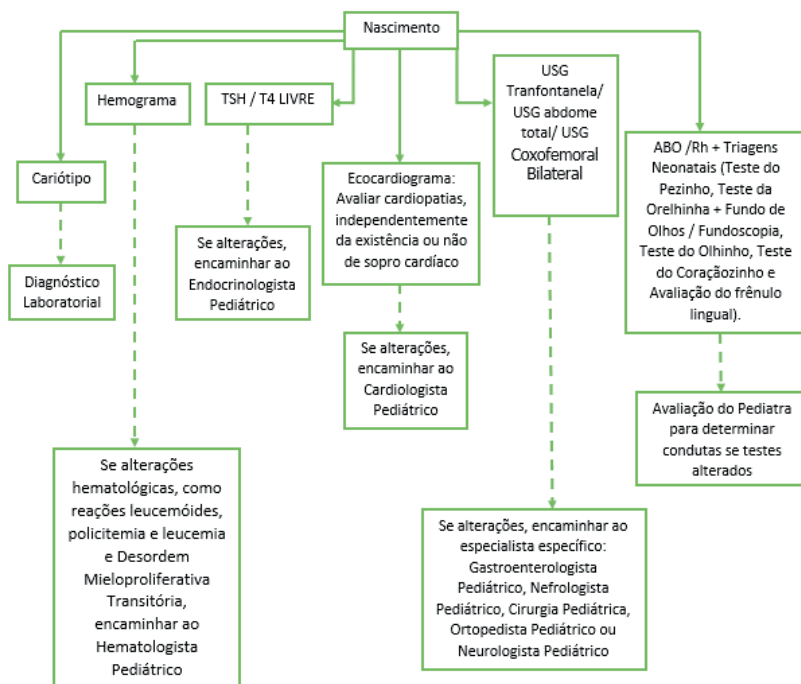 Nascimento
Hemograma
TSH / T4 LIVRE
USG
Tranfontanela/
USG abdome
total/ USG
Coxofemoral
Bilateral
ABO /Rh + Triagens
Neonatais (Teste do
Pezinho, Teste da
Orelhinha + Fundo de
Olhos / Fundoscopia,
Teste do Olhinho, Teste
do Coraçãozinho e
Avaliação do frênulo
lingual).
Cariótipo
Ecocardiograma:
Avaliar cardiopatias,
independentemente
da existência ou não
de sopro cardíaco
Se alterações,
encaminhar ao
Endocrinologista
Pediátrico
Diagnóstico
Laboratorial
Se alterações,
encaminhar ao
Cardiologista
Pediátrico
Avaliação do Pediatra
para determinar
condutas se testes
alterados
Se alterações
hematológicas, como
reações leucemóides,
policitemia e leucemia
e Desordem
Mieloproliferativa
Transitória,
encaminhar ao
Hematologista
Pediátrico
Se alterações, encaminhar ao
especialista específico:
Gastroenterologista
Pediátrico, Nefrologista
Pediátrico, Cirurgia Pediátrica,
Ortopedista Pediátrico ou
Neurologista Pediátrico